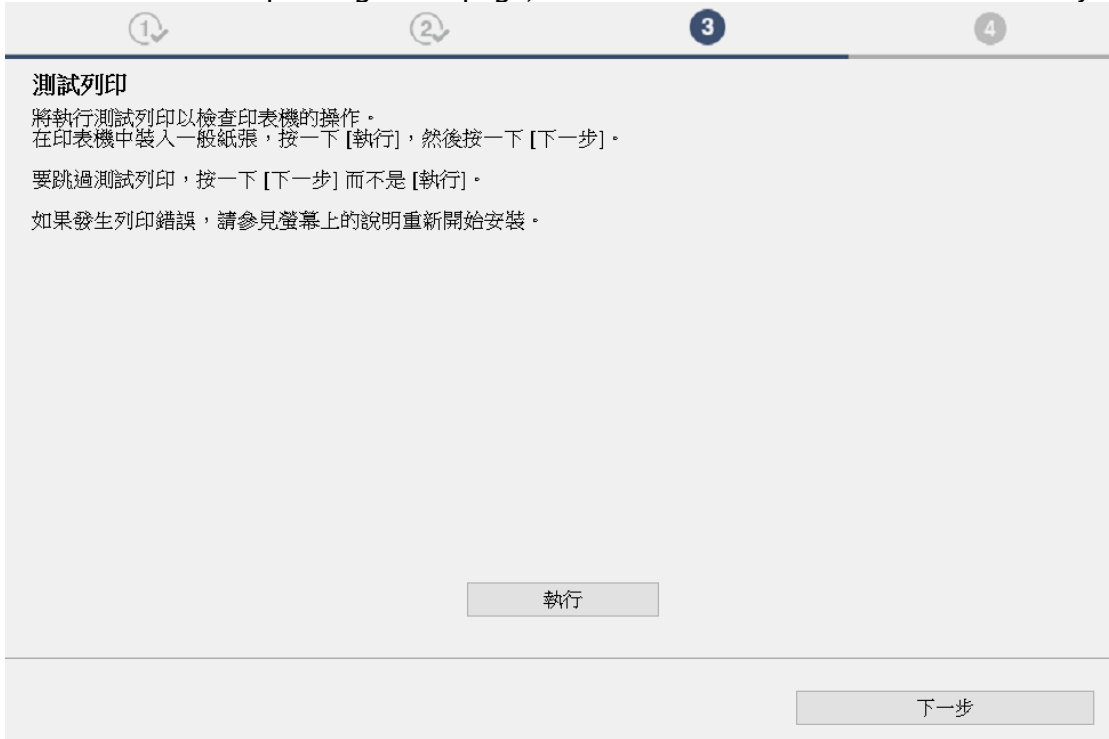 1
2
3
4
測試列印
將執行測試列印以檢查印表機的操作。
在印表機中裝入一般紙張，按一下 [執行]，然後按一下 [下一步]。
要跳過測試列印，按一下 [下一步] 而不是 [執行]。
如果發生列印錯誤，請參見螢幕上的說明重新開始安裝。
執行
下一步